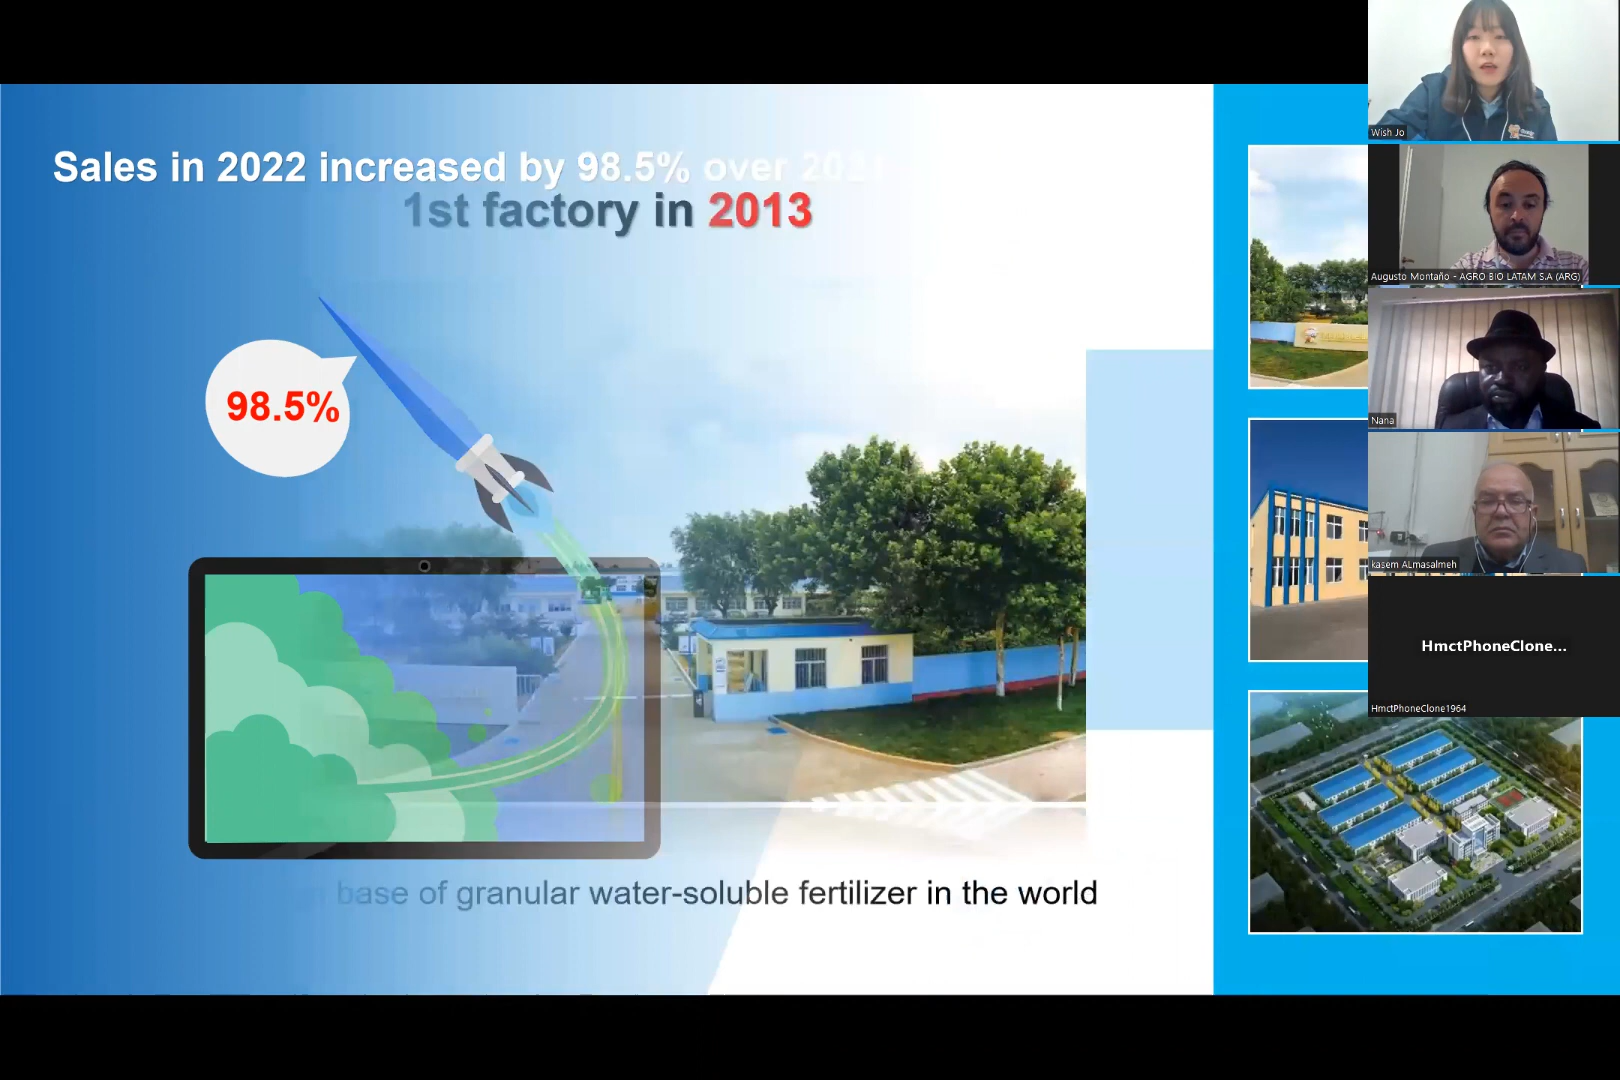 Sales in 2022 increased by 98.5% over 202
1st factory in 2013
98.5%
base of granular water-soluble fertilizer in the world
Wish Jo
Augusto Montaño - AGRO BIO LATAM S.A (ARG)
Nana
kasem ALmasalmeh
HmctPhoneClone...
HmctPhoneClone1964